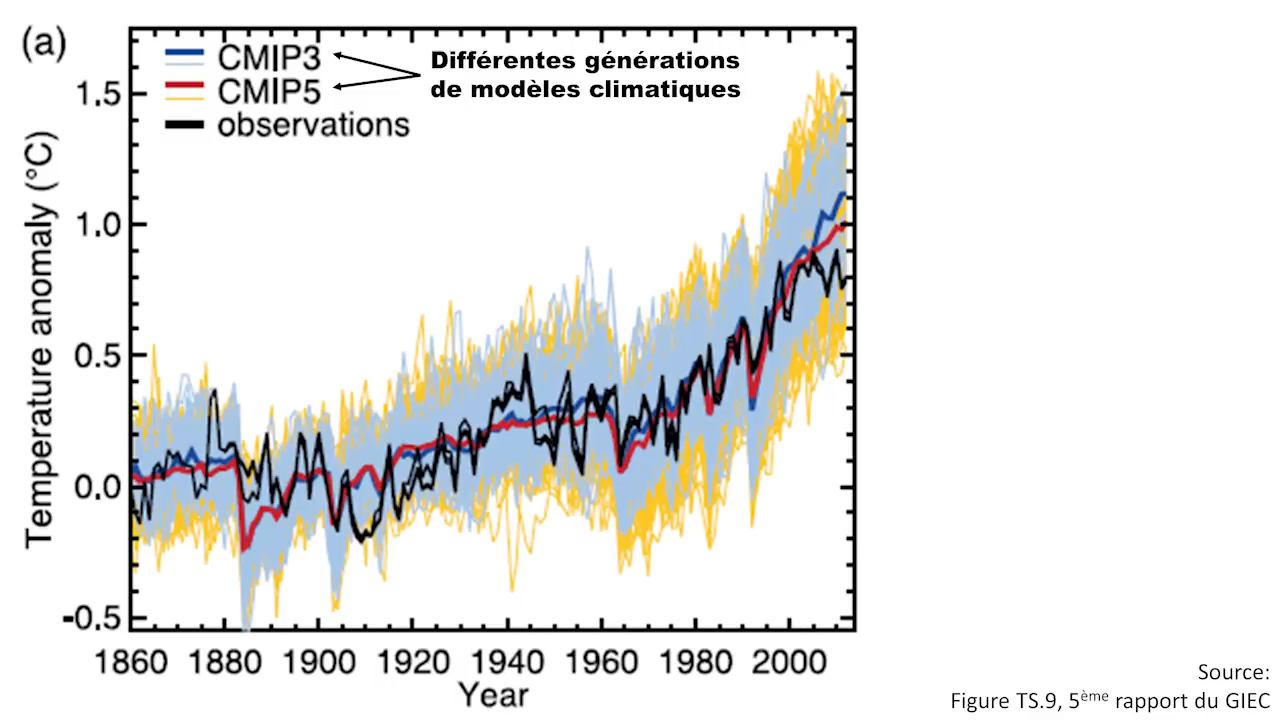 (a)
CMIP3
CMIP5
observations
Différentes générations
de modèles climatiques
Temperature anomaly (°C)
1.5
1.0
0.5
0.0
-0.5
1860 1880 1900 1920 1940 1960 1980 2000
Year
Source:
Figure TS.9, 5ème rapport du GIEC